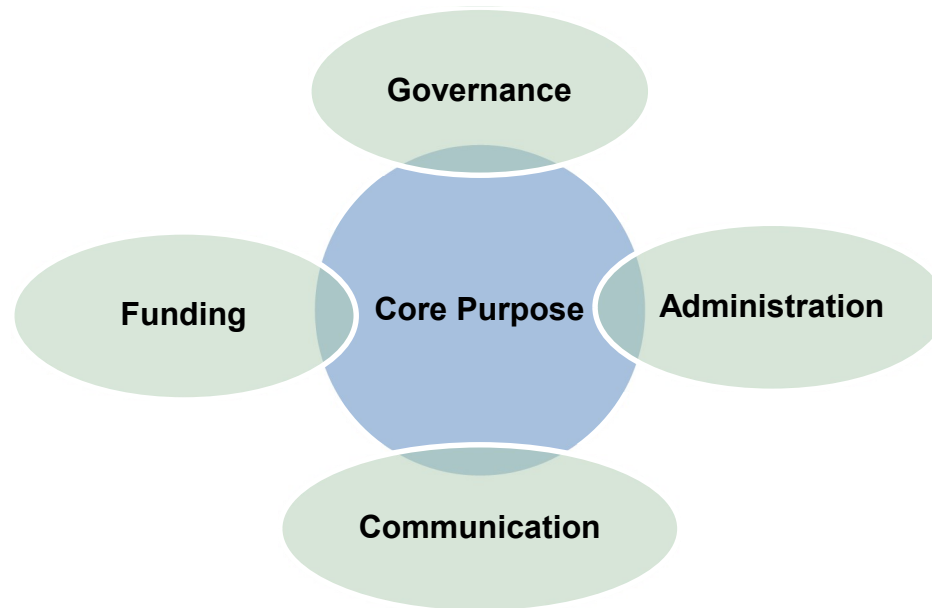 Governance
Funding
Core Purpose
Administration
Communication